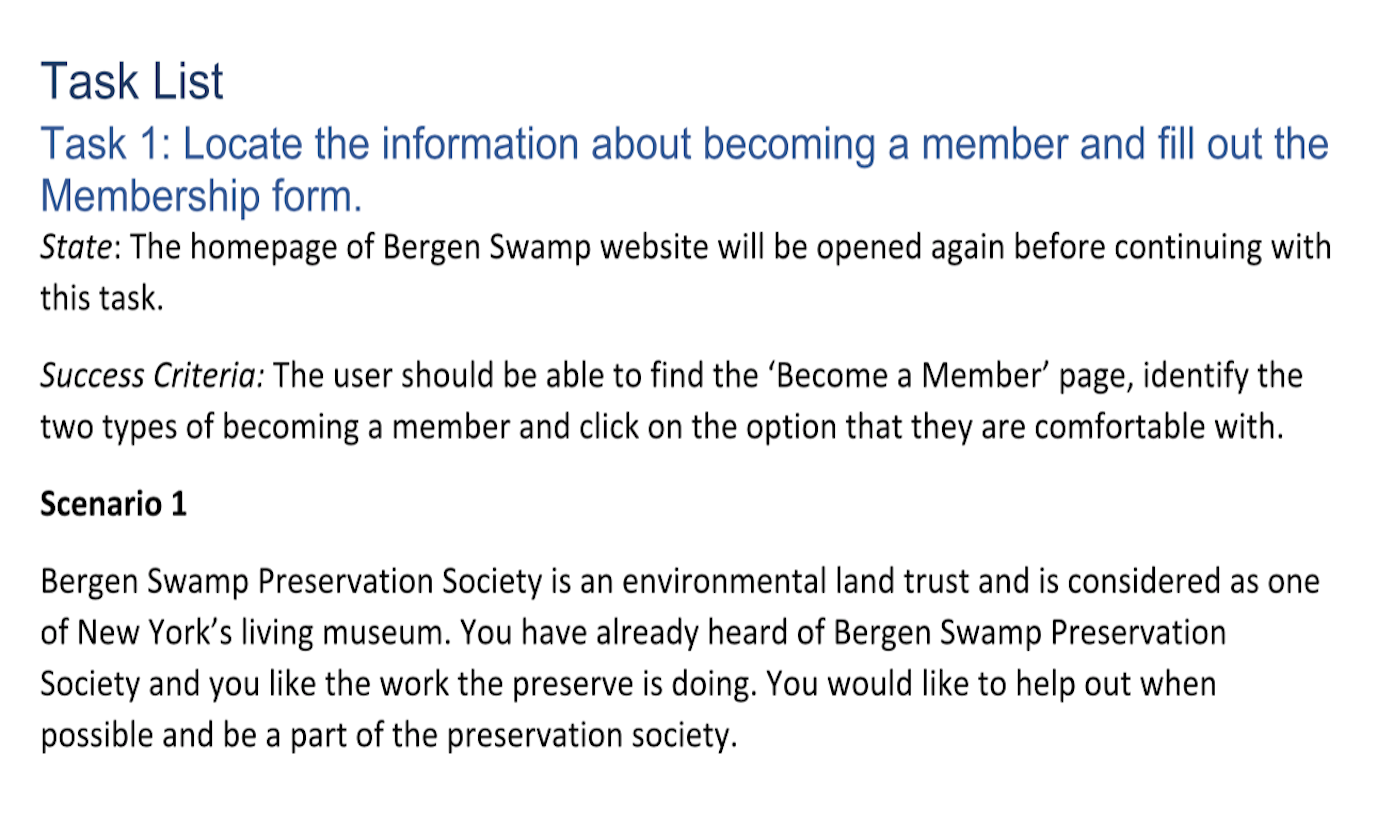 Task List
Task 1: Locate the information about becoming a member and fill out the
Membership form.
State: The homepage of Bergen Swamp website will be opened again before continuing with
this task.
Success Criteria: The user should be able to find the ‘Become a Member’ page, identify the
two types of becoming a member and click on the option that they are comfortable with.
Scenario 1
Bergen Swamp Preservation Society is an environmental land trust and is considered as one
of New York’s living museum. You have already heard of Bergen Swamp Preservation
Society and you like the work the preserve is doing. You would like to help out when
possible and be a part of the preservation society.